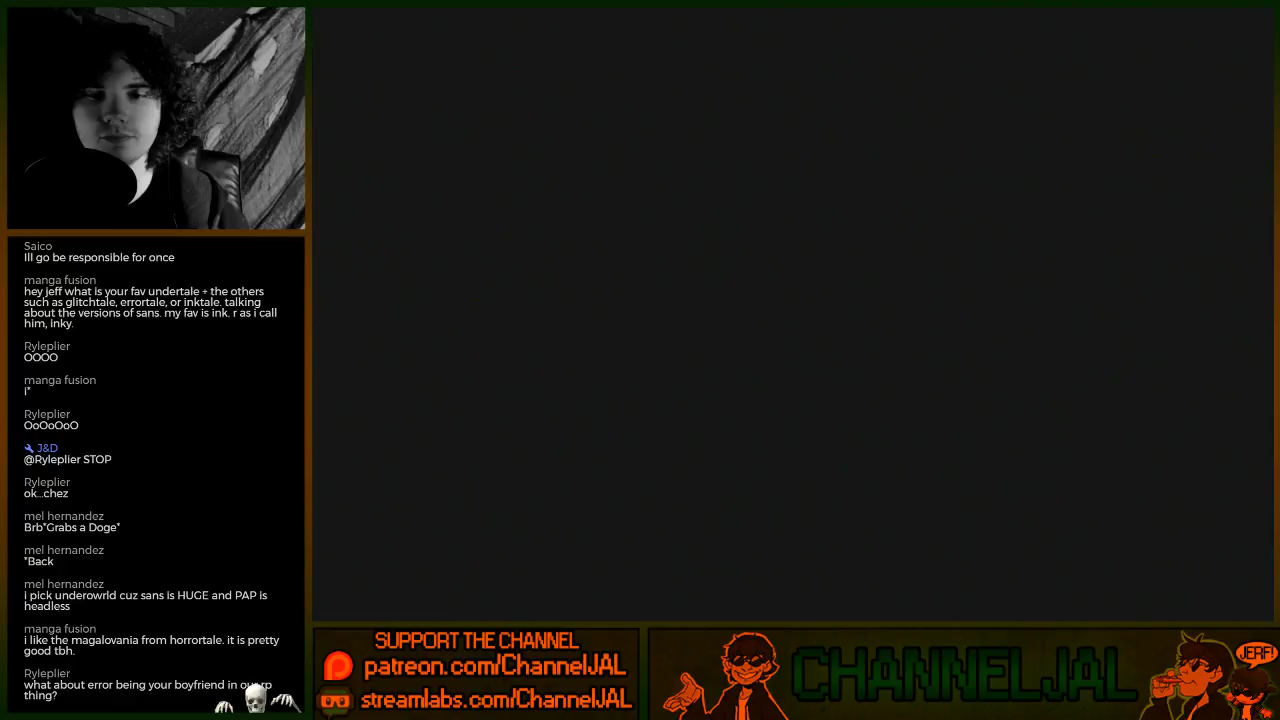 Saico
Ill go be responsible for once
manga fusion
hey jeff what is your fav undertale + the others
such as glitchtale, errortale, or inktale. talking
about the versions of sans. my fav is ink. r as i call
him, inky.
Ryleplier
OOOO
manga fusion
i*
Ryleplier
OoOoOoO
J&D
@Ryleplier STOP
Ryleplier
ok...chez
mel hernandez
Brb*Grabs a Doge*
mel hernandez
*Back
mel hernandez
i pick underowrld cuz sans is HUGE and PAP is
headless
manga fusion
i like the magalovania from horrortale. it is pretty
good tbh.
Ryleplier
what about error being your boyfriend in our rp
thing?
SUPPORT THE CHANNEL
patreon.com/ChannelJAL
streamlabs.com/ChannelJAL
CHANNELJAL
JERF!